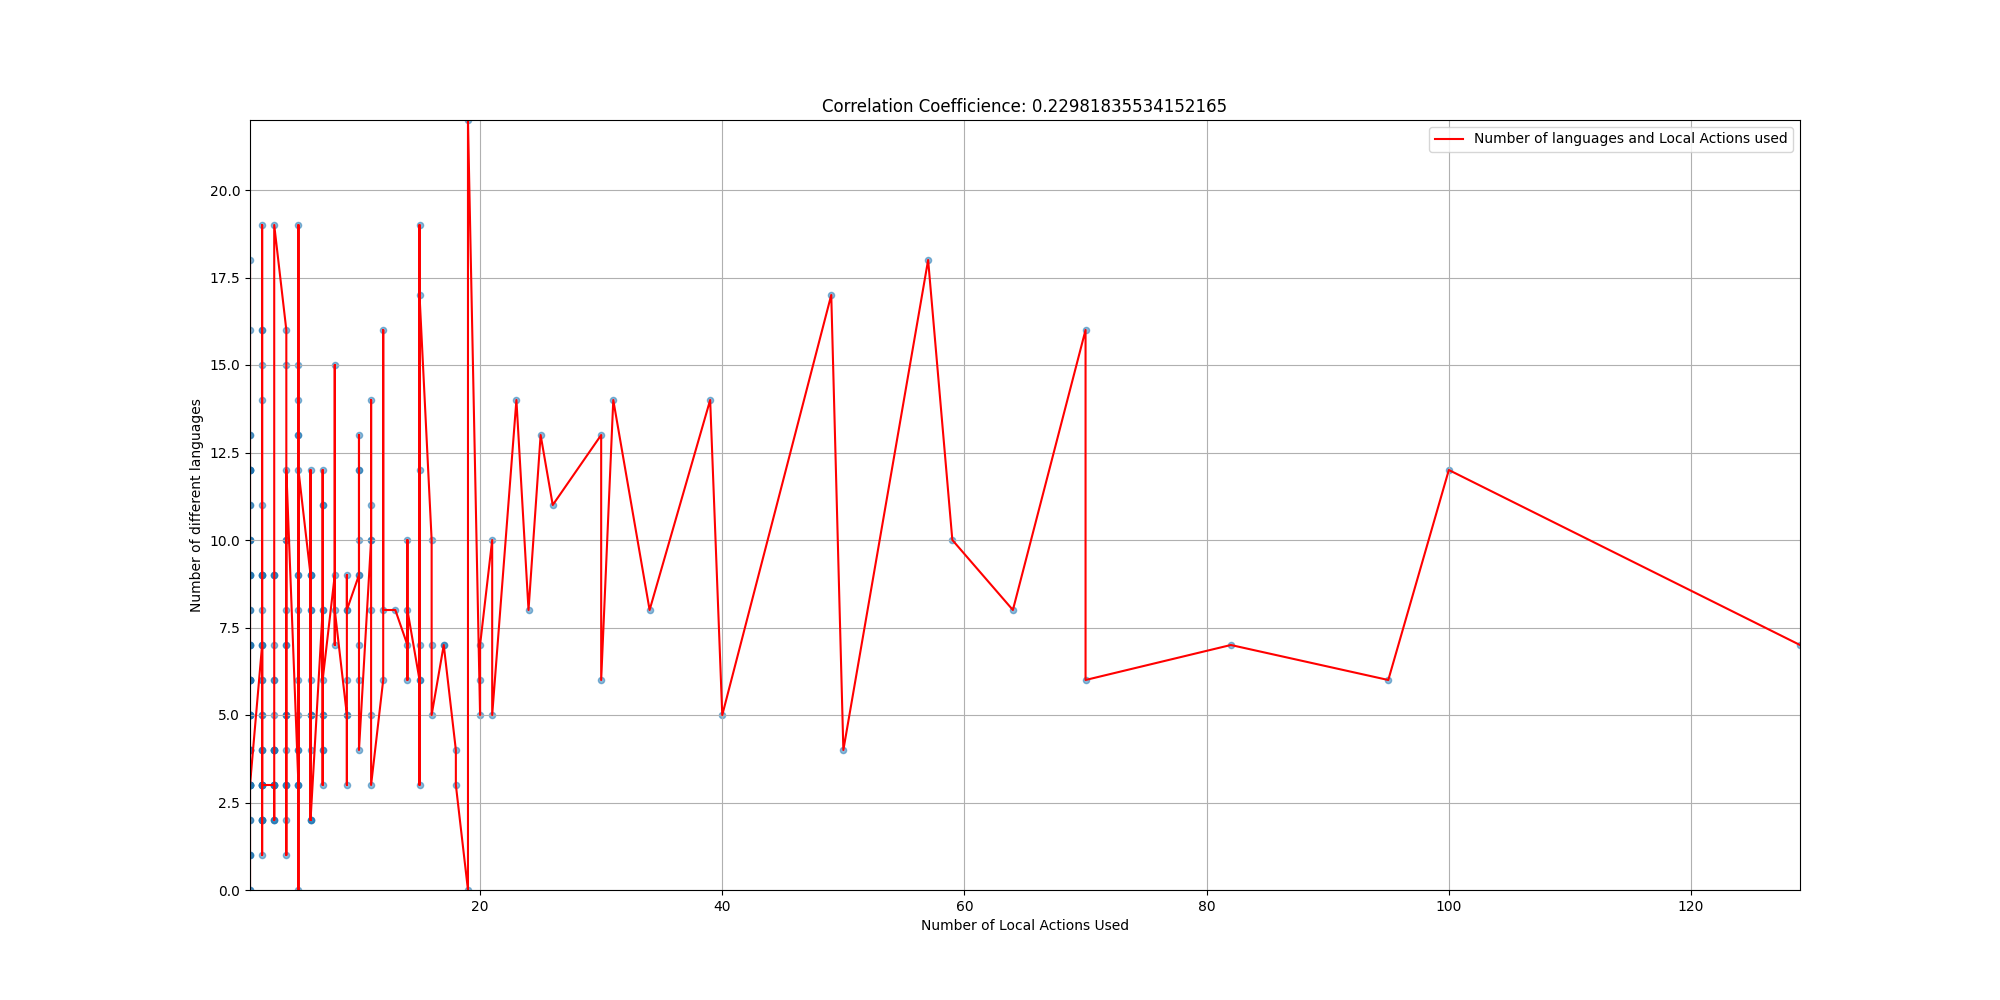 Correlation Coefficience: 0.22981835534152165
Number of languages and Local Actions used
20.0
17.5
15.0
12.5
10.0
7.5
5.0
2.5
0.0
Number of different languages
20 40 60 80 100 120
Number of Local Actions Used